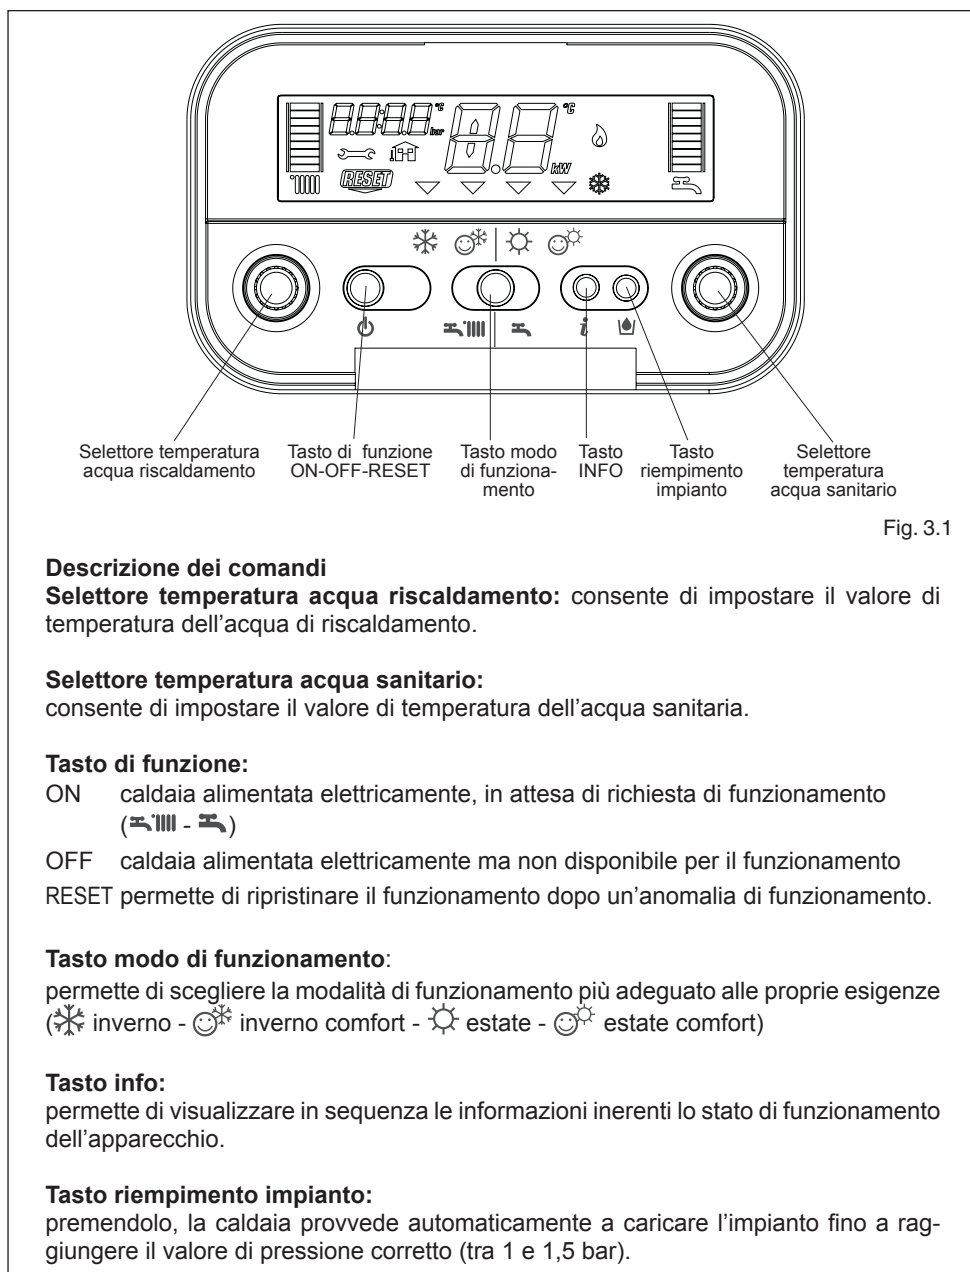 88:88 °C bar 8.8 °C kW
RESET
i
Selettore temperatura acqua riscaldamento
Tasto di funzione ON-OFF-RESET
Tasto modo di funziona-
mento
Tasto INFO
Tasto riempimento impianto
Selettore temperatura acqua sanitario
Fig. 3.1
Descrizione dei comandi
Selettore temperatura acqua riscaldamento: consente di impostare il valore di
temperatura dell'acqua di riscaldamento.
Selettore temperatura acqua sanitario:
consente di impostare il valore di temperatura dell'acqua sanitaria.
Tasto di funzione:
ON caldaia alimentata elettricamente, in attesa di richiesta di funzionamento
( - )
OFF caldaia alimentata elettricamente ma non disponibile per il funzionamento
RESET permette di ripristinare il funzionamento dopo un'anomalia di funzionamento.
Tasto modo di funzionamento:
permette di scegliere la modalità di funzionamento più adeguato alle proprie esigenze
( inverno - inverno comfort - estate - estate comfort)
Tasto info:
permette di visualizzare in sequenza le informazioni inerenti lo stato di funzionamento
dell'apparecchio.
Tasto riempimento impianto:
premendolo, la caldaia provvede automaticamente a caricare l'impianto fino a rag-
giungere il valore di pressione corretto (tra 1 e 1,5 bar).